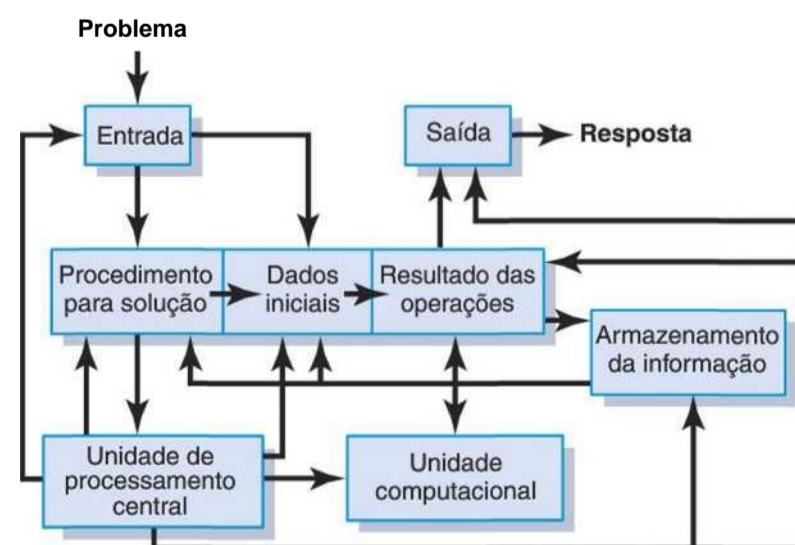 Problema
Entrada
Saída
Resposta
Procedimento
para solução
Dados
iniciais
Resultado das
operações
Armazenamento
da informação
Unidade de
processamento
central
Unidade
computacional